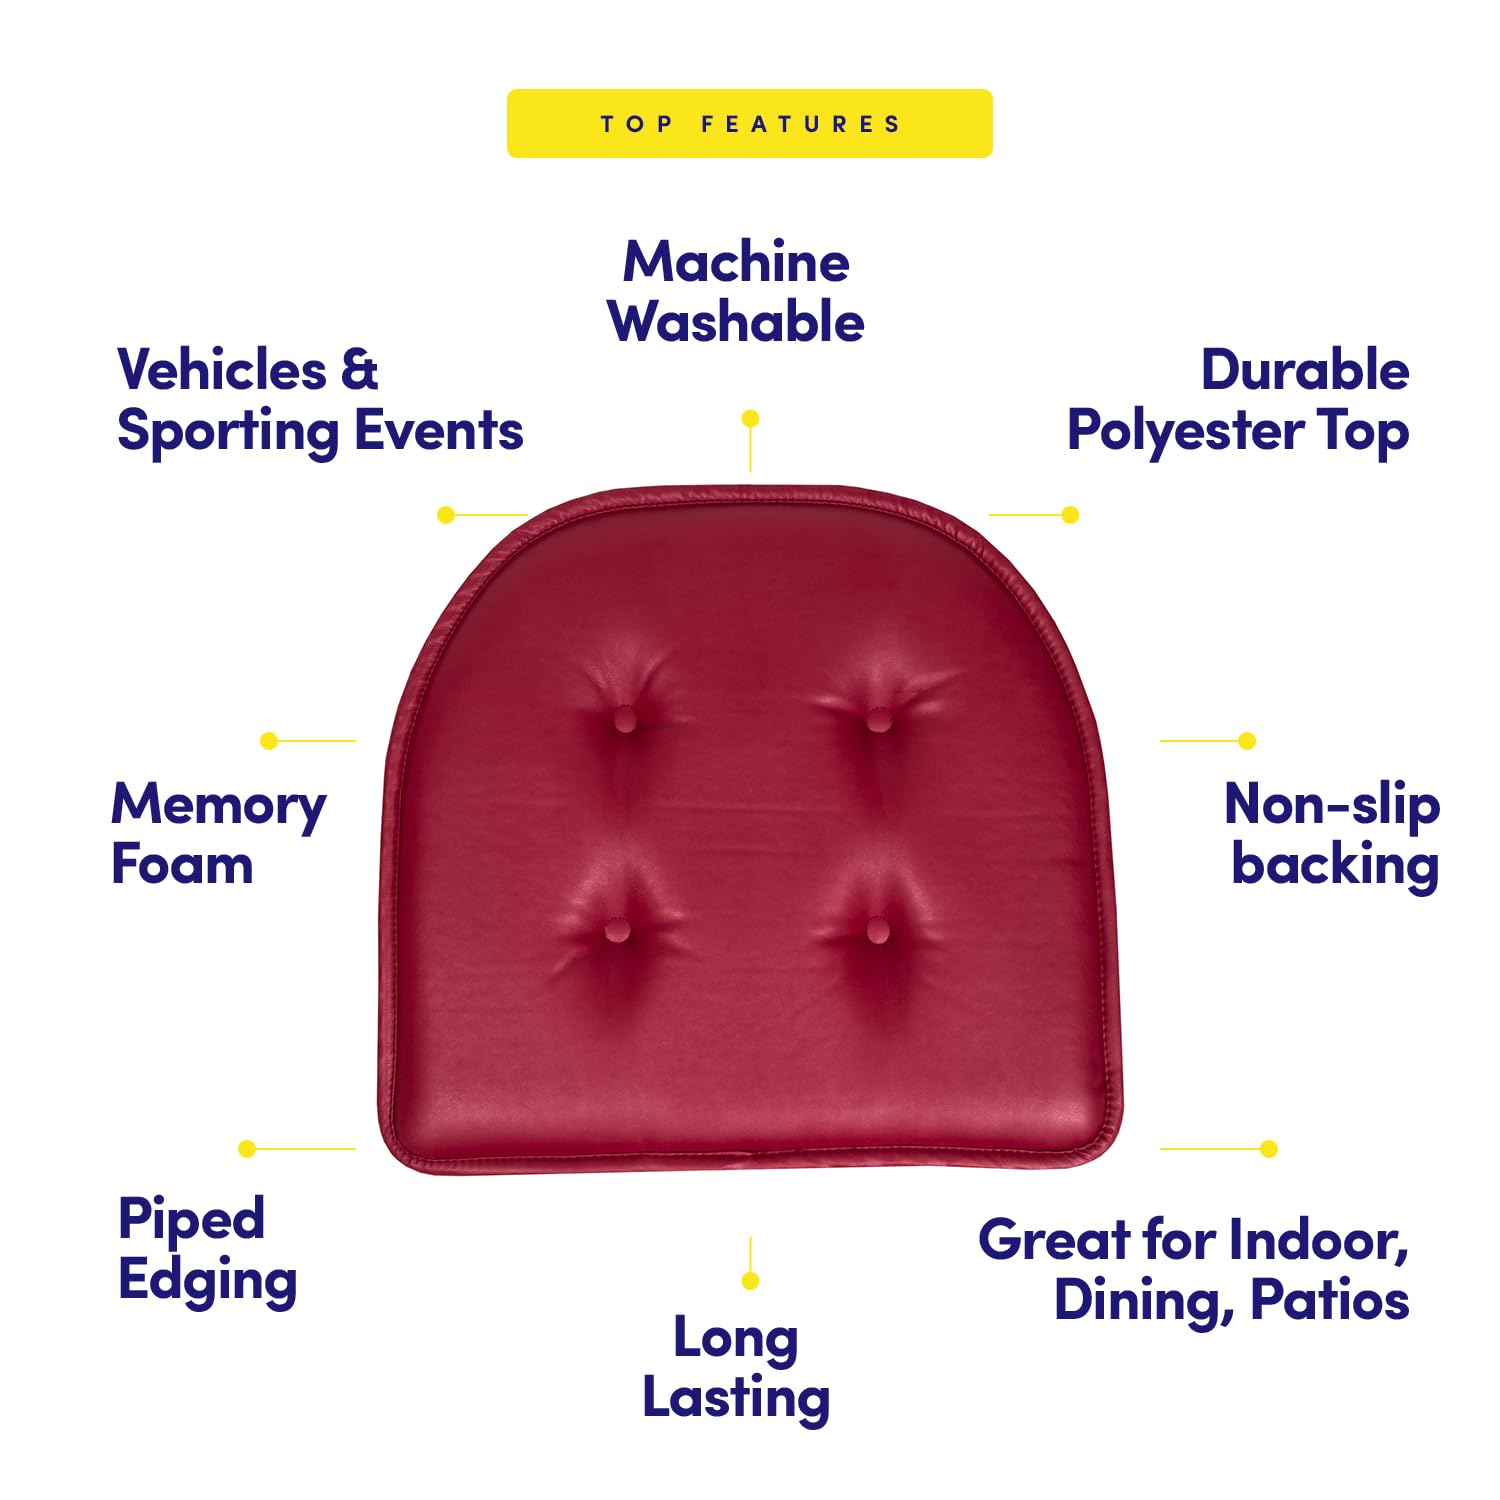 TOP FEATURES
Machine
Washable
Vehicles &
Sporting Events
Durable
Polyester Top
Memory
Foam
Non-slip
backing
Piped
Edging
Great for Indoor,
Dining, Patios
Long
Lasting